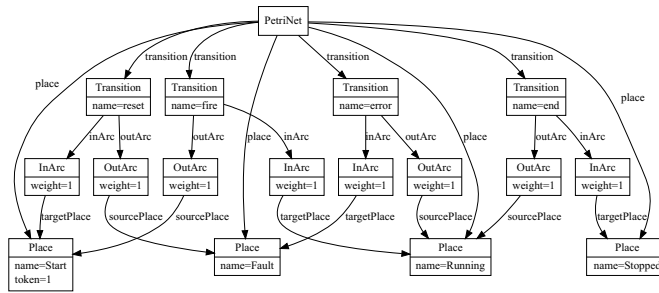 PetriNet
transition
transition
transition
transition
place
Transition
name=reset
Transition
name=fire
Transition
name=error
Transition
name=end
place
place
place
inArc
outArc
outArc
inArc
inArc
outArc
outArc
inArc
InArc
weight=1
OutArc
weight=1
OutArc
weight=1
InArc
weight=1
InArc
weight=1
OutArc
weight=1
OutArc
weight=1
InArc
weight=1
targetPlace
sourcePlace
sourcePlace
targetPlace
targetPlace
sourcePlace
sourcePlace
targetPlace
Place
name=Start
token=1
Place
name=Fault
Place
name=Running
Place
name=Stopped